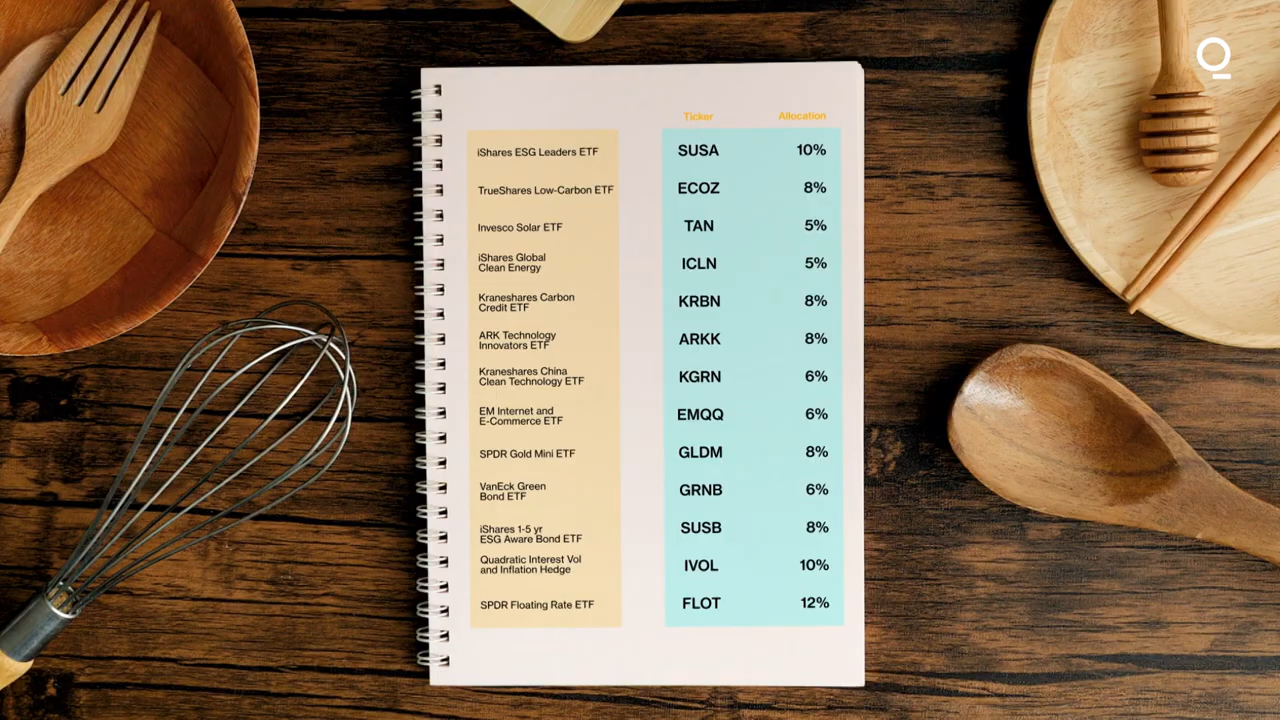 Ticker Allocation
iShares ESG Leaders ETF SUSA 10%
TrueShares Low-Carbon ETF ECOZ 8%
Invesco Solar ETF TAN 5%
iShares Global
Clean Energy ICLN 5%
Kraneshares Carbon
Credit ETF KRBN 8%
ARK Technology
Innovators ETF ARKK 8%
Kraneshares China
Clean Technology ETF KGRN 6%
EM Internet and
E-Commerce ETF EMQQ 6%
SPDR Gold Mini ETF GLDM 8%
VanEck Green
Bond ETF GRNB 6%
iShares 1-5 yr
ESG Aware Bond ETF SUSB 8%
Quadratic Interest Vol
and Inflation Hedge IVOL 10%
SPDR Floating Rate ETF FLOT 12%